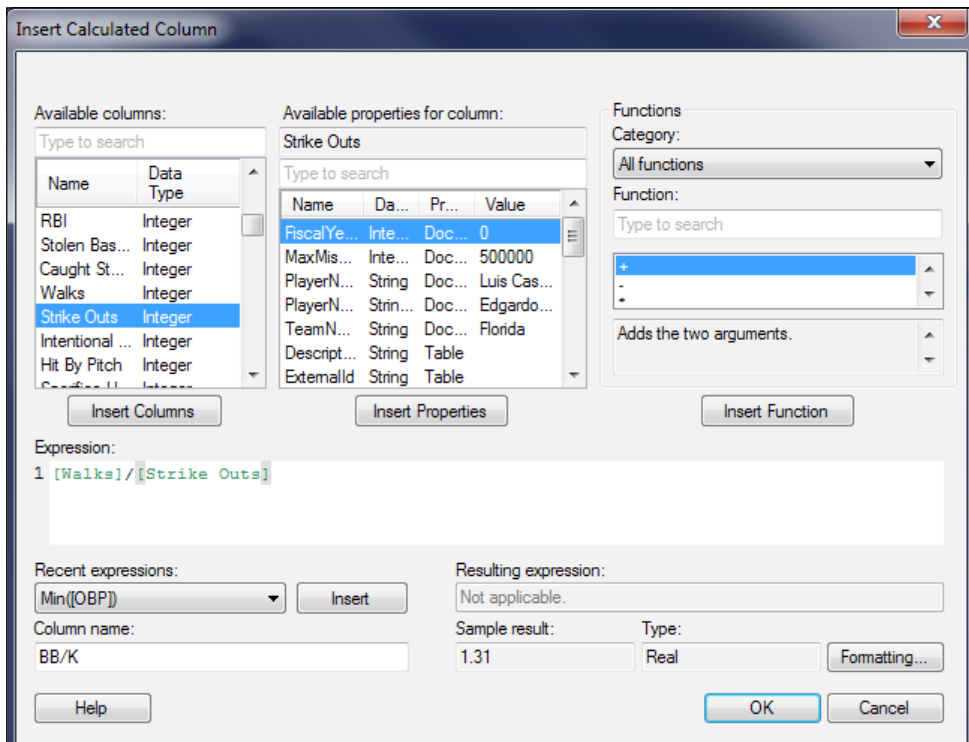 Insert Calculated Column
Available columns:
Type to search
Name Data Type
RBI Integer
Stolen Bas... Integer
Caught St... Integer
Walks Integer
Strike Outs Integer
Intentional ... Integer
Hit By Pitch Integer
Insert Columns
Available properties for column:
Strike Outs
Type to search
Name Da... Pr... Value
FiscalYe... Inte... Doc... 0
MaxMis... Inte... Doc... 500000
PlayerN... String Doc... Luis Cas...
PlayerN... Strin... Doc... Edgardo...
TeamN... String Doc... Florida
Descript... String Table
ExternalId String Table
Insert Properties
Functions
Category:
All functions
Function:
Type to search
+
-
*
Adds the two arguments.
Insert Function
Expression:
1 [Walks]/[Strike Outs]
Recent expressions:
Min([OBP])
Insert
Resulting expression:
Not applicable.
Column name:
BB/K
Sample result:
1.31
Type:
Real
Formatting...
Help
OK
Cancel